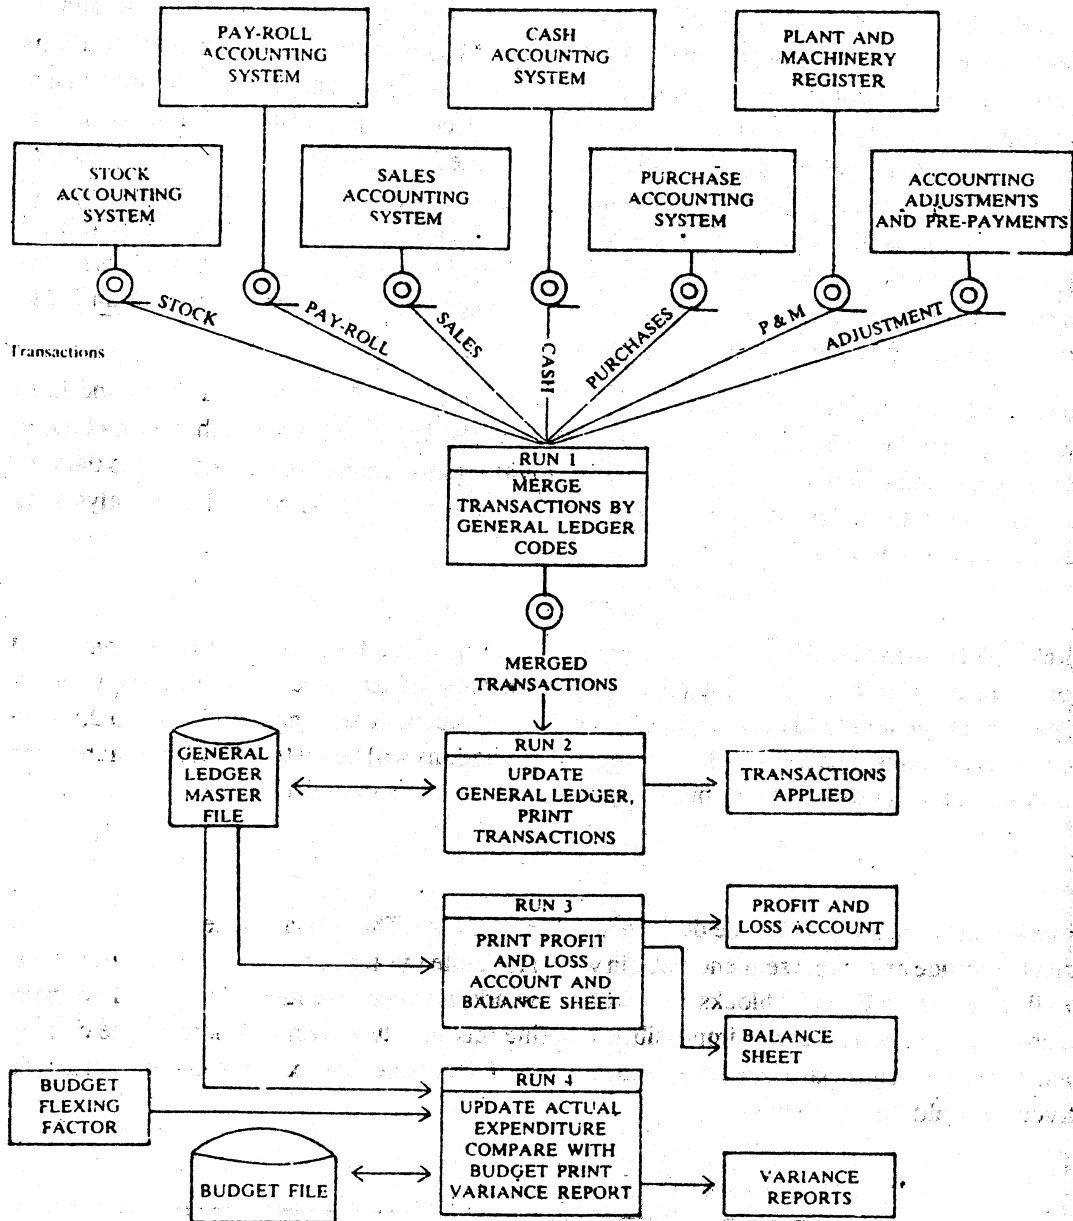 PAY-ROLL
ACCOUNTING
SYSTEM
CASH
ACCOUNTNG
SYSTEM
PLANT AND
MACHINERY
REGISTER
STOCK
ACCOUNTING
SYSTEM
SALES
ACCOUNTING
SYSTEM
PURCHASE
ACCOUNTING
SYSTEM
ACCOUNTING
ADJUSTMENTS
AND PRE-PAYMENTS
STOCK
PAY-ROLL
SALES
CASH
PURCHASES
P & M
ADJUSTMENT
Transactions
RUN 1
MERGE
TRANSACTIONS BY
GENERAL LEDGER
CODES
MERGED
TRANSACTIONS
GENERAL
LEDGER
MASTER
FILE
RUN 2
UPDATE
GENERAL LEDGER,
PRINT
TRANSACTIONS
TRANSACTIONS
APPLIED
RUN 3
PRINT PROFIT
AND LOSS
ACCOUNT AND
BALANCE SHEET
PROFIT AND
LOSS ACCOUNT
BALANCE
SHEET
BUDGET
FLEXING
FACTOR
RUN 4
UPDATE ACTUAL
EXPENDITURE
COMPARE WITH
BUDGET PRINT
VARIANCE REPORT
BUDGET FILE
VARIANCE
REPORTS